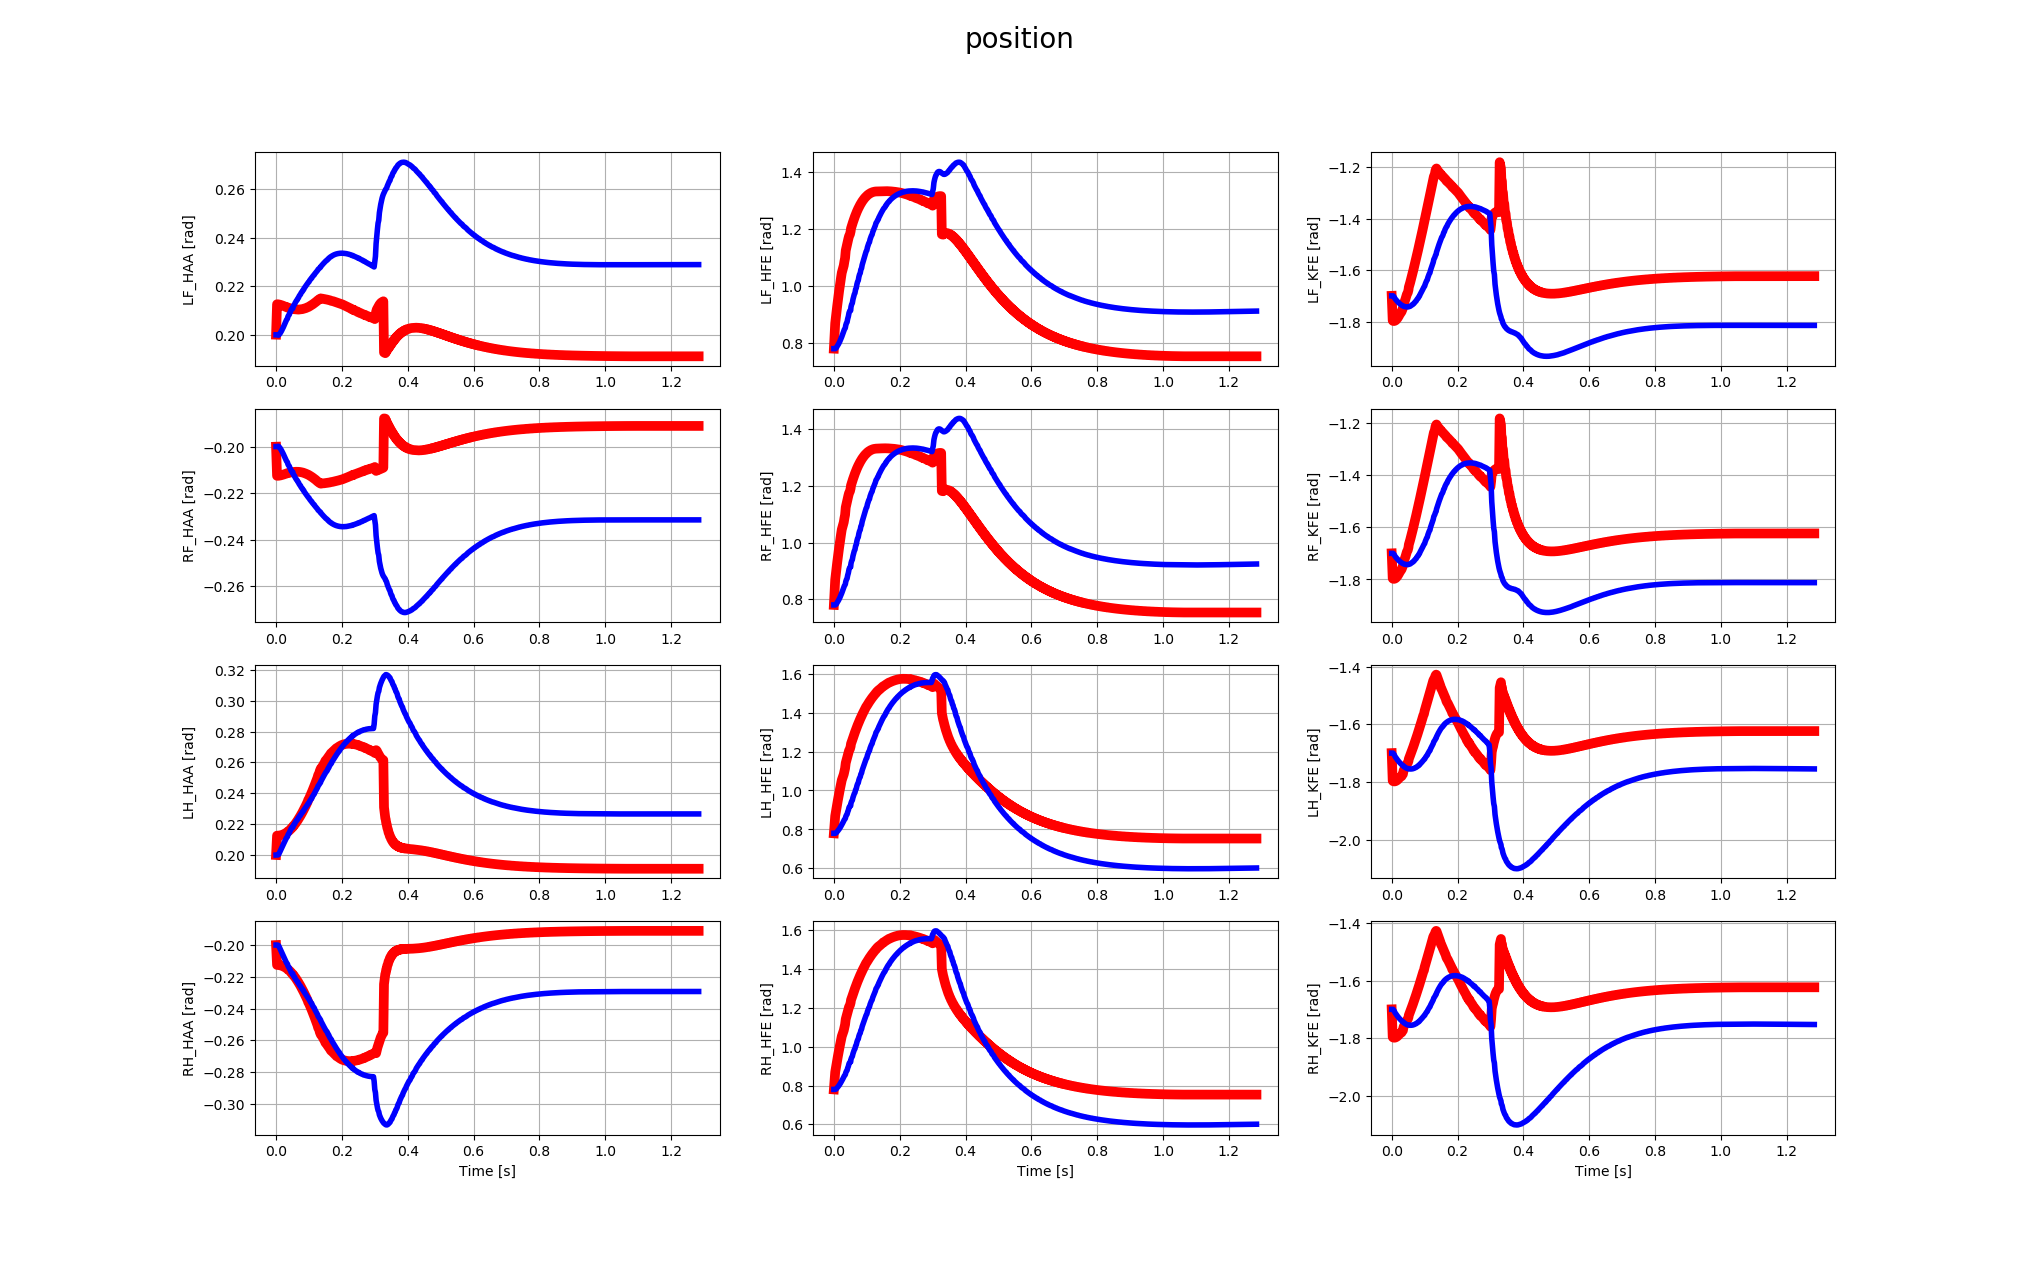 position
LF_HAA [rad]
0.26
0.24
0.22
0.20
0.0 0.2 0.4 0.6 0.8 1.0 1.2
LF_HFE [rad]
1.4
1.2
1.0
0.8
0.0 0.2 0.4 0.6 0.8 1.0 1.2
LF_KFE [rad]
−1.2
−1.4
−1.6
−1.8
0.0 0.2 0.4 0.6 0.8 1.0 1.2
RF_HAA [rad]
−0.20
−0.22
−0.24
−0.26
0.0 0.2 0.4 0.6 0.8 1.0 1.2
RF_HFE [rad]
1.4
1.2
1.0
0.8
0.0 0.2 0.4 0.6 0.8 1.0 1.2
RF_KFE [rad]
−1.2
−1.4
−1.6
−1.8
0.0 0.2 0.4 0.6 0.8 1.0 1.2
LH_HAA [rad]
0.32
0.30
0.28
0.26
0.24
0.22
0.20
0.0 0.2 0.4 0.6 0.8 1.0 1.2
LH_HFE [rad]
1.6
1.4
1.2
1.0
0.8
0.6
0.0 0.2 0.4 0.6 0.8 1.0 1.2
LH_KFE [rad]
−1.4
−1.6
−1.8
−2.0
0.0 0.2 0.4 0.6 0.8 1.0 1.2
RH_HAA [rad]
−0.20
−0.22
−0.24
−0.26
−0.28
−0.30
0.0 0.2 0.4 0.6 0.8 1.0 1.2
Time [s]
RH_HFE [rad]
1.6
1.4
1.2
1.0
0.8
0.6
0.0 0.2 0.4 0.6 0.8 1.0 1.2
Time [s]
RH_KFE [rad]
−1.4
−1.6
−1.8
−2.0
0.0 0.2 0.4 0.6 0.8 1.0 1.2
Time [s]